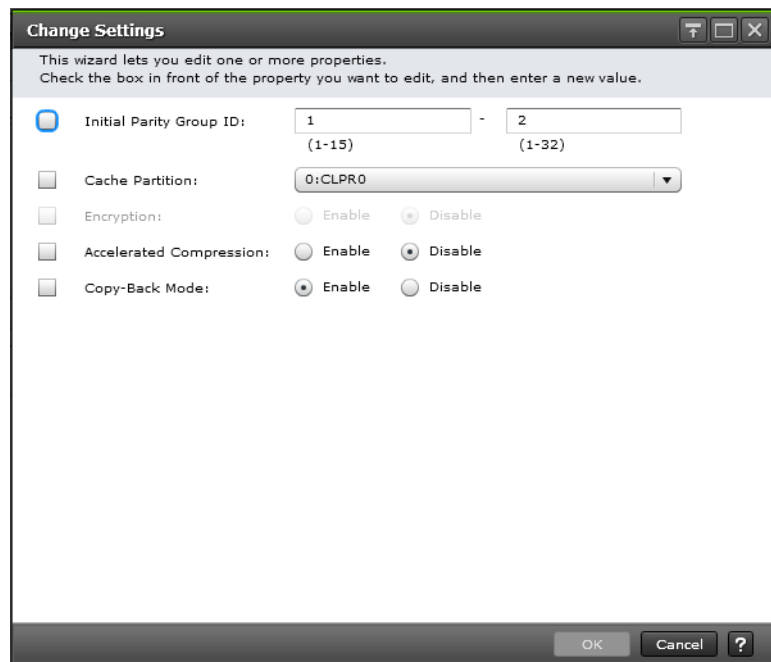 Change Settings
This wizard lets you edit one or more properties.
Check the box in front of the property you want to edit, and then enter a new value.
Initial Parity Group ID: 1 - 2
(1-15) (1-32)
Cache Partition: 0:CLPR0
Encryption: Enable Disable
Accelerated Compression: Enable Disable
Copy-Back Mode: Enable Disable
OK Cancel ?